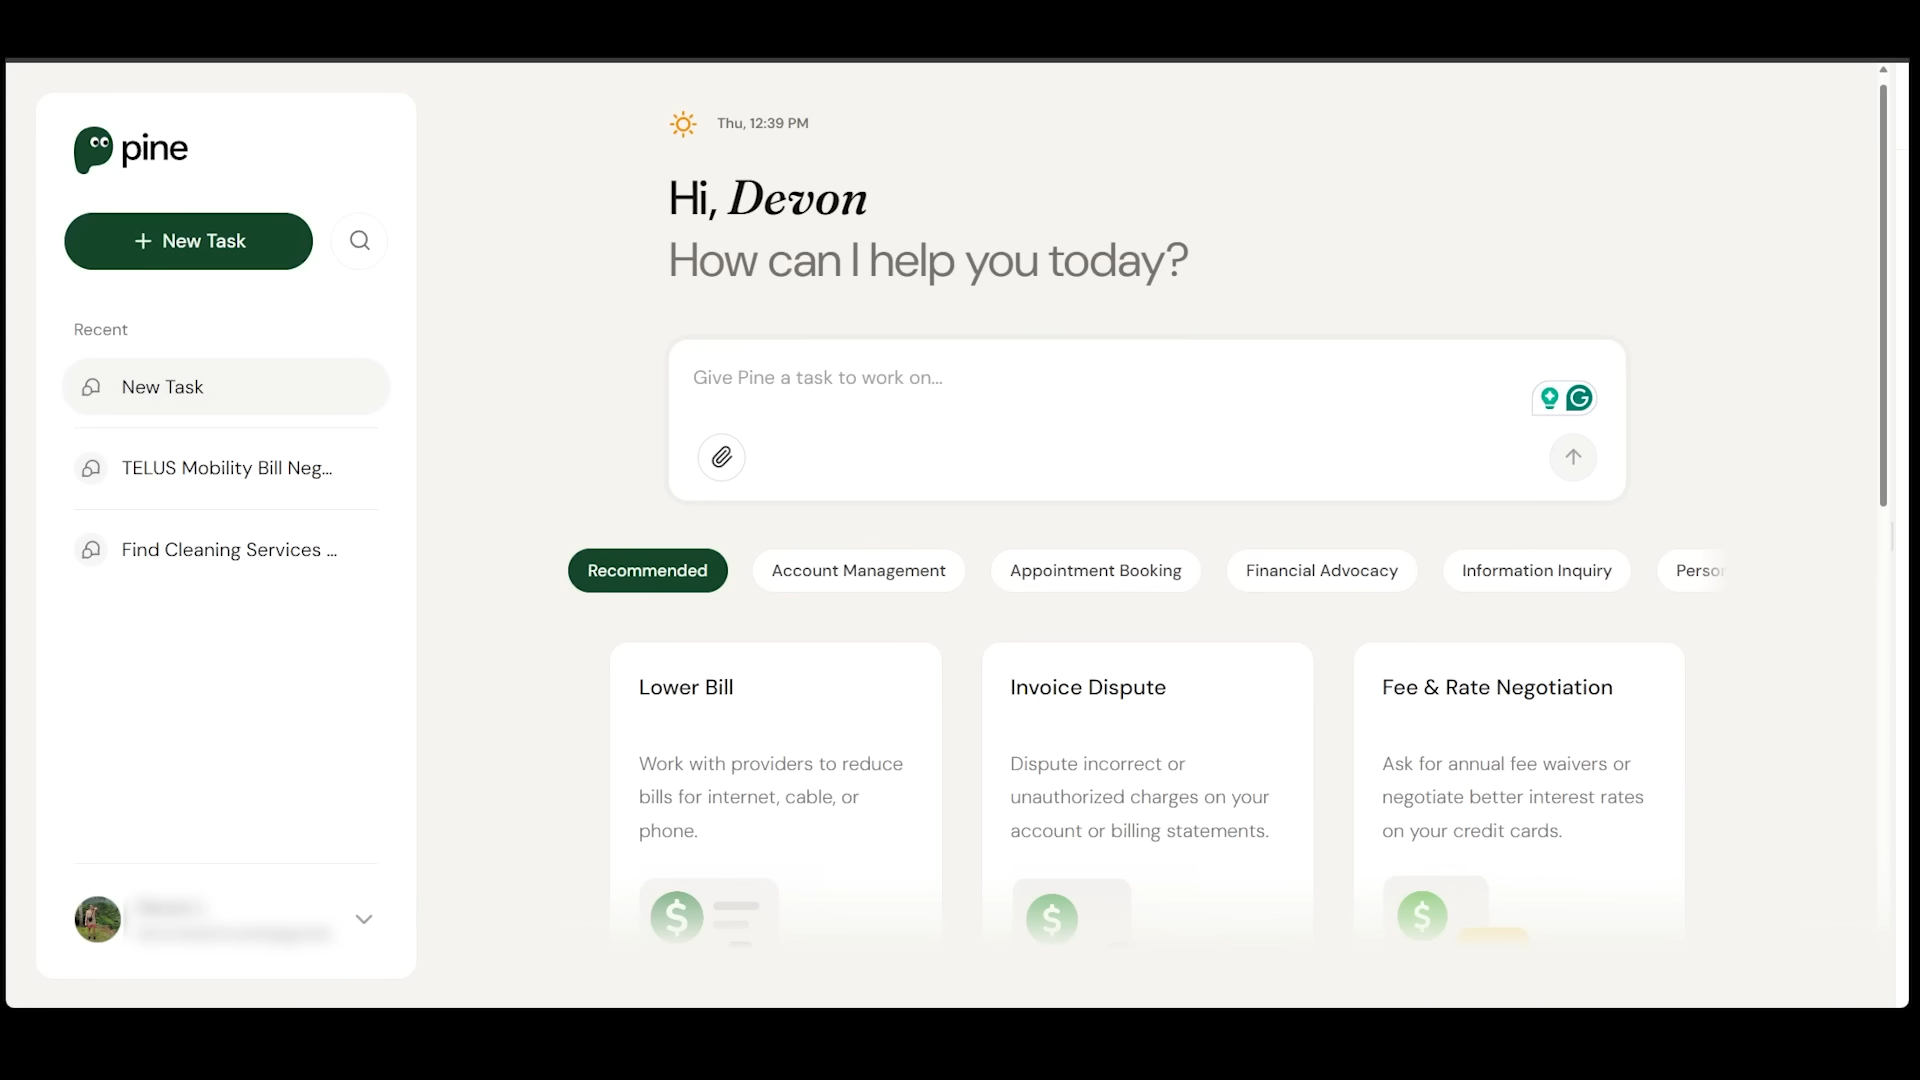 pine
+ New Task
Recent
New Task
TELUS Mobility Bill Neg...
Find Cleaning Services ...
Thu, 12:39 PM
Hi, Devon
How can I help you today?
Give Pine a task to work on...
Recommended
Account Management
Appointment Booking
Financial Advocacy
Information Inquiry
Lower Bill
Work with providers to reduce
bills for internet, cable, or
phone.
Invoice Dispute
Dispute incorrect or
unauthorized charges on your
account or billing statements.
Fee & Rate Negotiation
Ask for annual fee waivers or
negotiate better interest rates
on your credit cards.